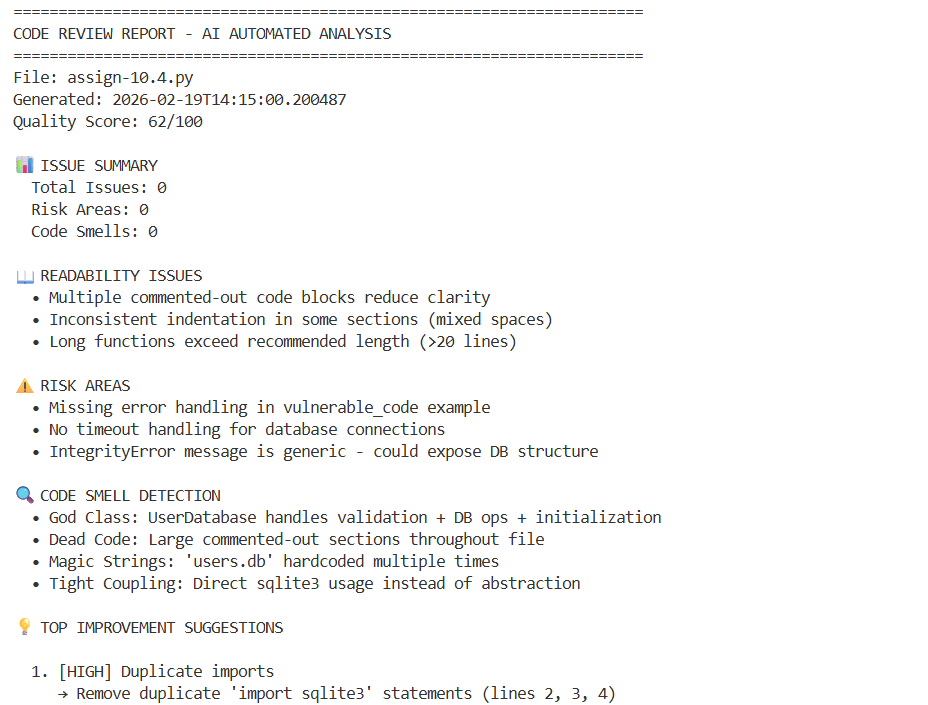 ======================================================================
CODE REVIEW REPORT - AI AUTOMATED ANALYSIS
======================================================================
File: assign-10.4.py
Generated: 2026-02-19T14:15:00.200487
Quality Score: 62/100
📊 ISSUE SUMMARY
Total Issues: 0
Risk Areas: 0
Code Smells: 0
📖 READABILITY ISSUES
• Multiple commented-out code blocks reduce clarity
• Inconsistent indentation in some sections (mixed spaces)
• Long functions exceed recommended length (>20 lines)
⚠️ RISK AREAS
• Missing error handling in vulnerable_code example
• No timeout handling for database connections
• IntegrityError message is generic - could expose DB structure
🔍 CODE SMELL DETECTION
• God Class: UserDatabase handles validation + DB ops + initialization
• Dead Code: Large commented-out sections throughout file
• Magic Strings: 'users.db' hardcoded multiple times
• Tight Coupling: Direct sqlite3 usage instead of abstraction
💡 TOP IMPROVEMENT SUGGESTIONS
1. [HIGH] Duplicate imports
→ Remove duplicate 'import sqlite3' statements (lines 2, 3, 4)